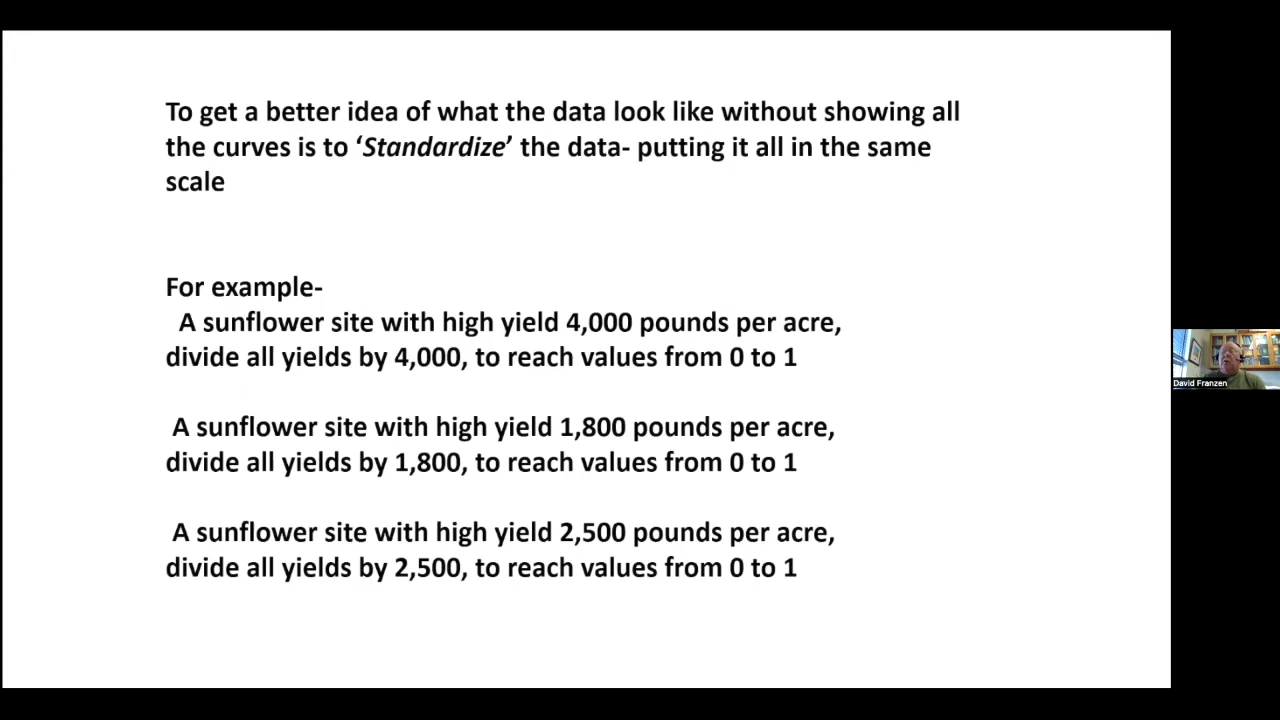 To get a better idea of what the data look like without showing all
the curves is to ‘Standardize’ the data- putting it all in the same
scale
For example-
A sunflower site with high yield 4,000 pounds per acre,
divide all yields by 4,000, to reach values from 0 to 1
A sunflower site with high yield 1,800 pounds per acre,
divide all yields by 1,800, to reach values from 0 to 1
A sunflower site with high yield 2,500 pounds per acre,
divide all yields by 2,500, to reach values from 0 to 1
David Franzen